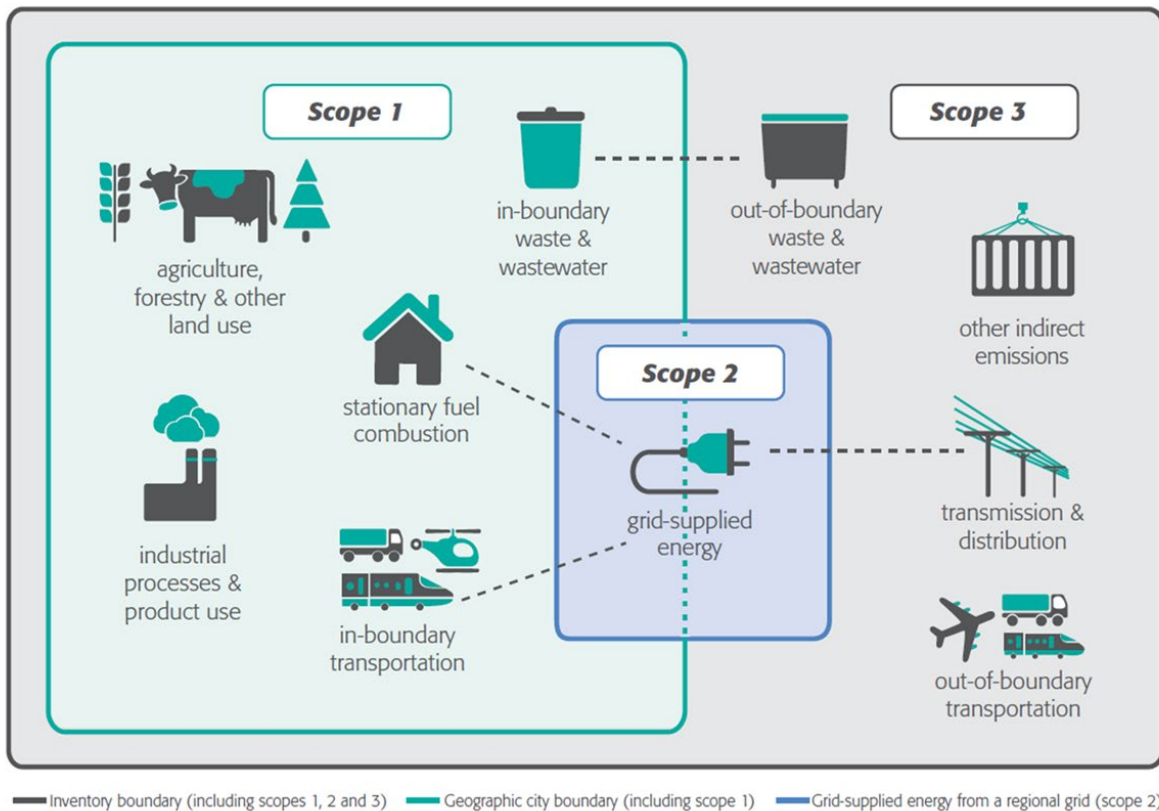 Scope 1
Scope 3
in-boundary
waste &
wastewater
out-of-boundary
waste &
wastewater
agriculture,
forestry & other
land use
other indirect
emissions
Scope 2
stationary fuel
combustion
grid-supplied
energy
transmission &
distribution
industrial
processes &
product use
in-boundary
transportation
out-of-boundary
transportation
Inventory boundary (including scopes 1, 2 and 3)
Geographic city boundary (including scope 1)
Grid-supplied energy from a regional grid (scope 2)